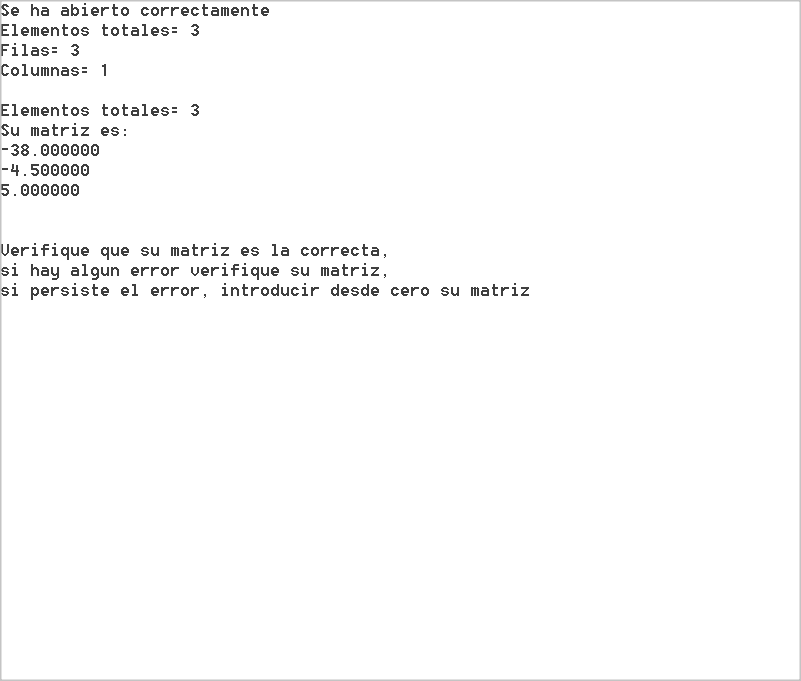 Se ha abierto correctamente
Elementos totales= 3
Filas= 3
Columnas= 1
Elementos totales= 3
Su matriz es:
-38.000000
-4.500000
5.000000
Verifique que su matriz es la correcta,
si hay algun error verifique su matriz,
si persiste el error, introducir desde cero su matriz